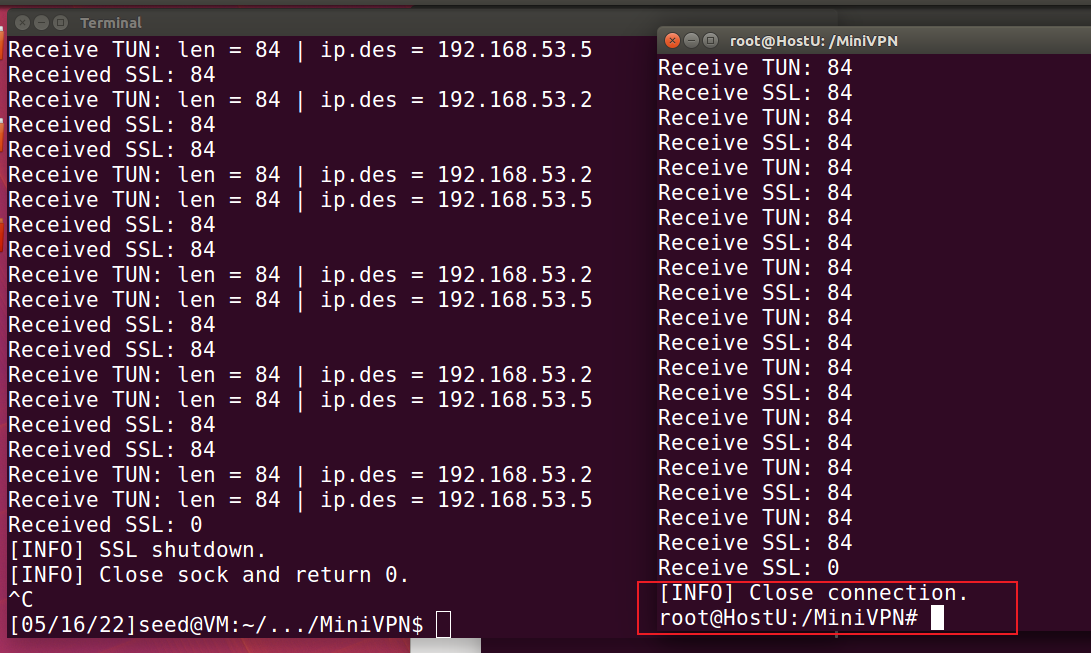 Terminal
Receive TUN: len = 84 | ip.des = 192.168.53.5
Received SSL: 84
Receive TUN: len = 84 | ip.des = 192.168.53.2
Received SSL: 84
Received SSL: 84
Receive TUN: len = 84 | ip.des = 192.168.53.2
Receive TUN: len = 84 | ip.des = 192.168.53.5
Received SSL: 84
Received SSL: 84
Receive TUN: len = 84 | ip.des = 192.168.53.2
Receive TUN: len = 84 | ip.des = 192.168.53.5
Received SSL: 84
Received SSL: 84
Receive TUN: len = 84 | ip.des = 192.168.53.2
Receive TUN: len = 84 | ip.des = 192.168.53.5
Received SSL: 84
Received SSL: 84
Receive TUN: len = 84 | ip.des = 192.168.53.2
Receive TUN: len = 84 | ip.des = 192.168.53.5
Received SSL: 0
[INFO] SSL shutdown.
[INFO] Close sock and return 0.
^C
[05/16/22]seed@VM:~/.../MiniVPN$
root@HostU: /MiniVPN
Receive TUN: 84
Receive SSL: 84
Receive TUN: 84
Receive SSL: 84
Receive TUN: 84
Receive SSL: 84
Receive TUN: 84
Receive SSL: 84
Receive TUN: 84
Receive SSL: 84
Receive TUN: 84
Receive SSL: 84
Receive TUN: 84
Receive SSL: 84
Receive TUN: 84
Receive SSL: 84
Receive TUN: 84
Receive SSL: 84
Receive TUN: 84
Receive SSL: 84
Receive SSL: 0
[INFO] Close connection.
root@HostU:/MiniVPN#